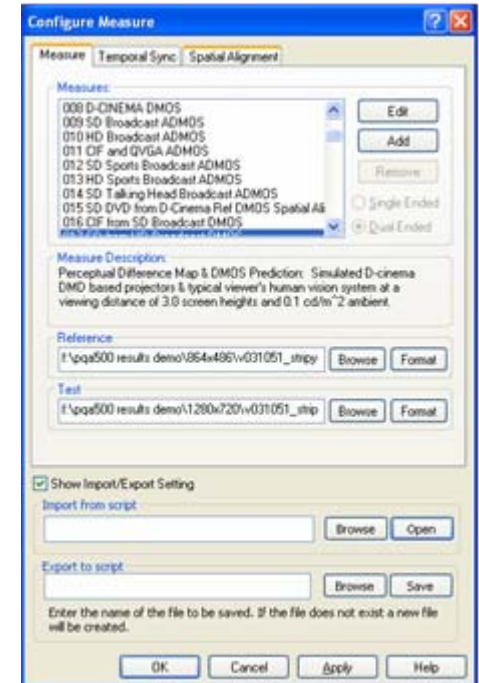 Configure Measure
Measure Temporal Sync Spatial Alignment
Measures:
008 D-CINEMA DMOS
009 SD Broadcast ADMOS
010 HD Broadcast ADMOS
011 CIF and QVGA ADMOS
012 SD Sports Broadcast ADMOS
013 HD Sports Broadcast ADMOS
014 SD Talking Head Broadcast ADMOS
015 SD DVD from D-Cinema Ref DMOS Spatial Ali
016 CIF from SD Broadcast DMOS
Edit
Add
Remove
Single Ended
Dual Ended
Measure Description:
Perceptual Difference Map & DMOS Prediction: Simulated D-cinema
DMD based projectors & typical viewer's human vision system at a
viewing distance of 3.0 screen heights and 0.1 cd/m^2 ambient.
Reference
f:\pqa500 results demo\864x486\v031051_stripy Browse Format
Test
f:\pqa500 results demo\1280x720\v031051_strip Browse Format
Show Import/Export Setting
Import from script
Browse Open
Export to script
Browse Save
Enter the name of the file to be saved. If the file does not exist a new file
will be created.
OK Cancel Apply Help